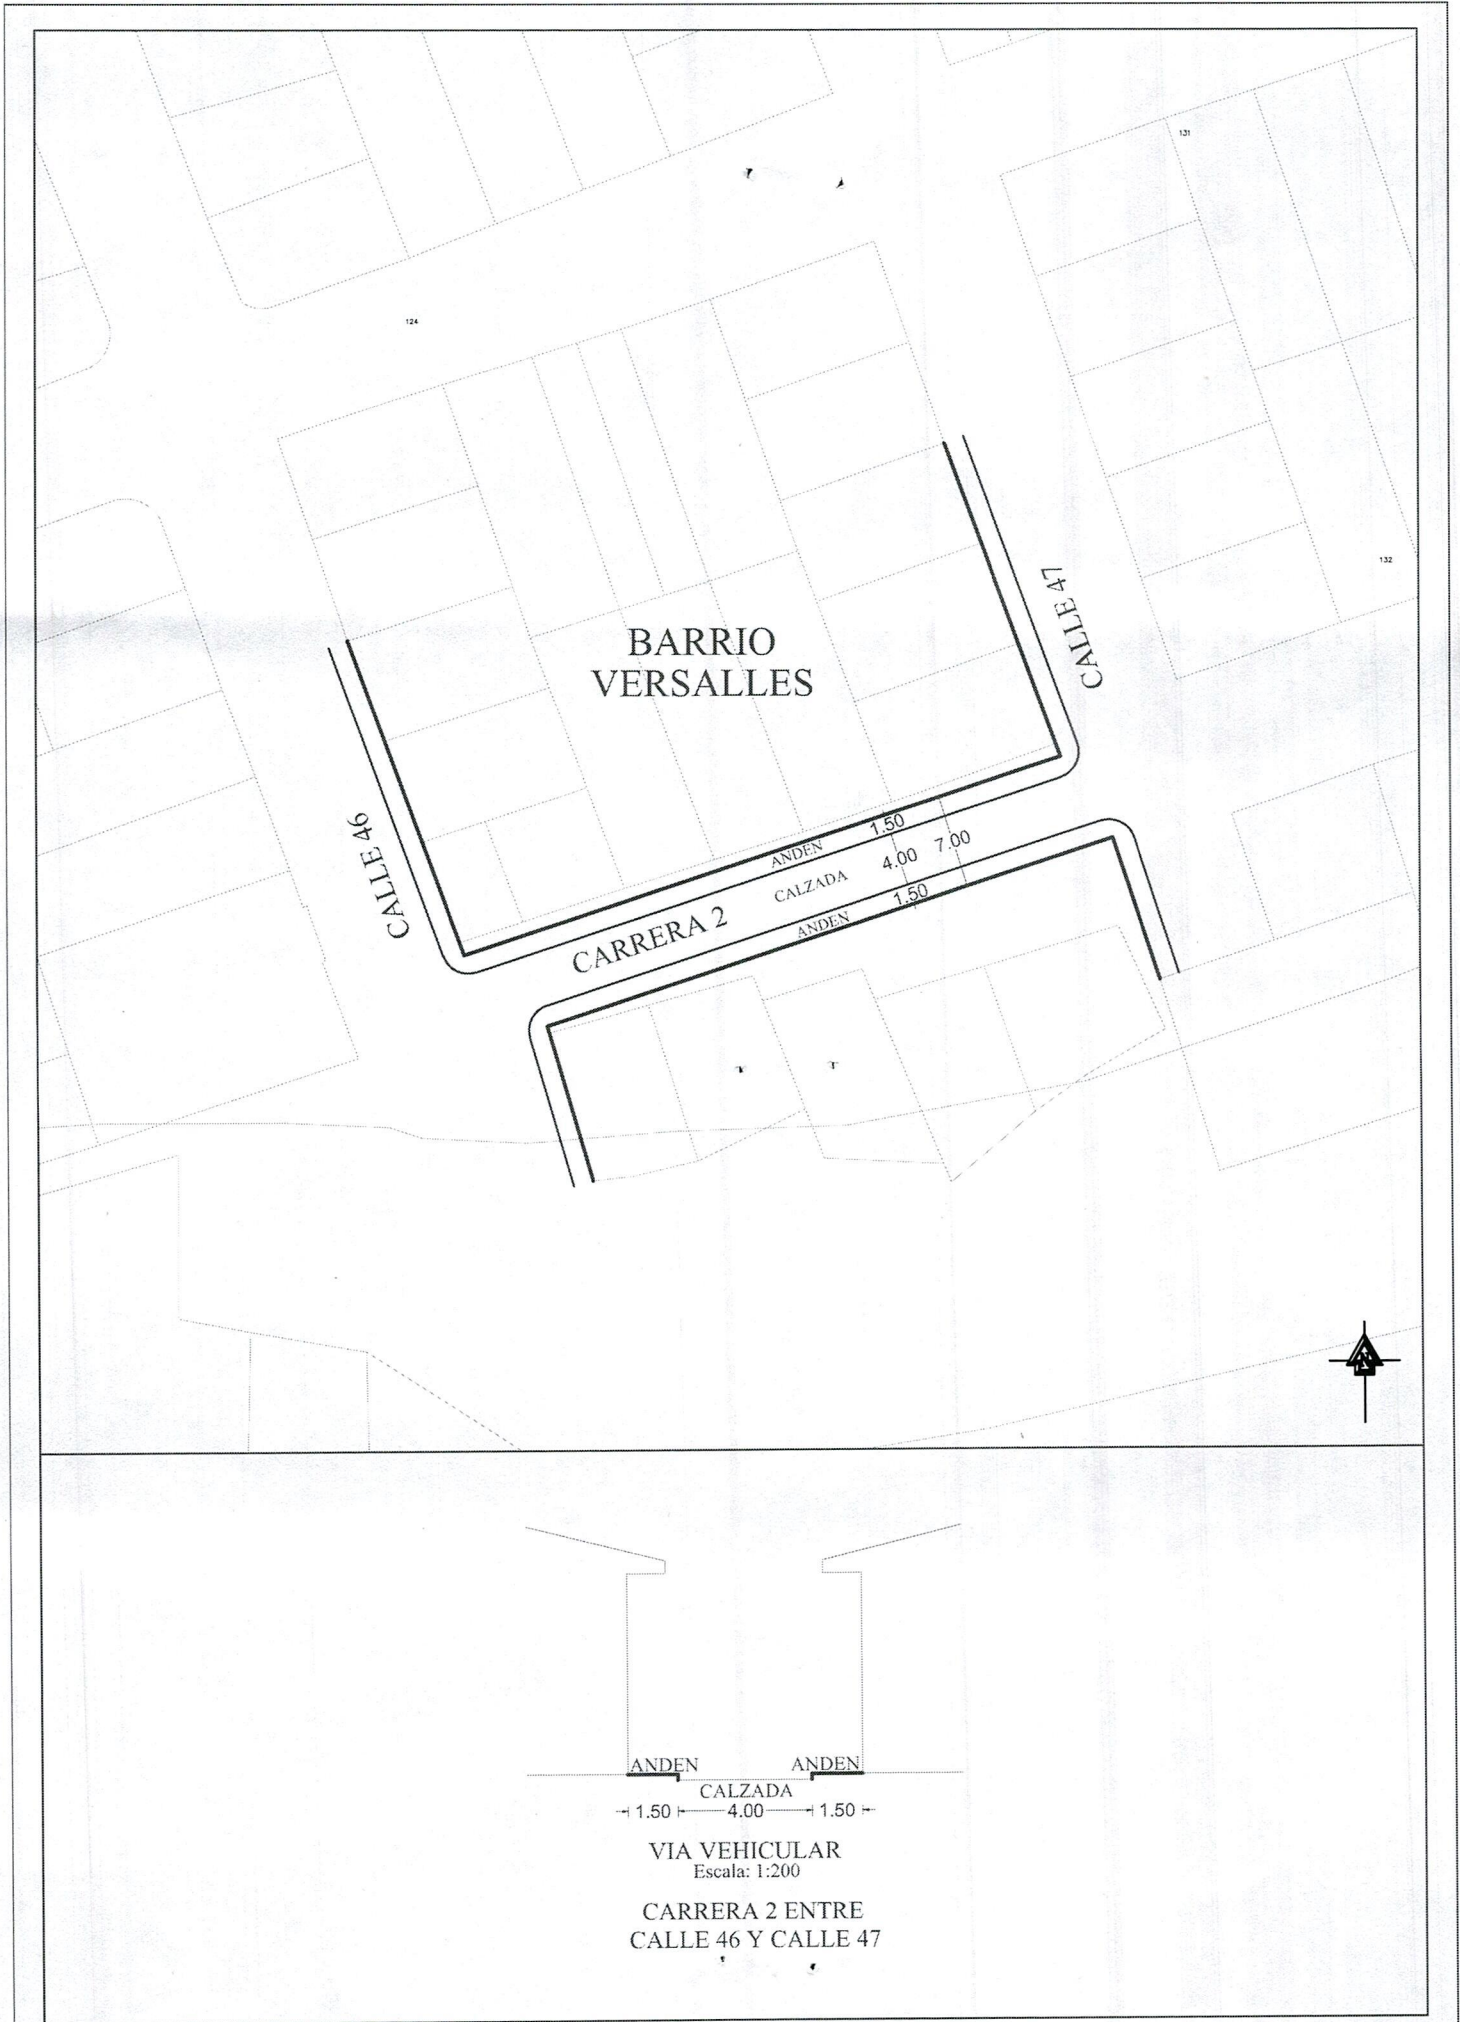 131
124
132
BARRIO
VERSALLES
CALLE 47
CALLE 46
1.50
ANDEN
7.00
4.00
CALZADA
1.50
ANDEN
CARRERA 2
N
ANDEN
ANDEN
CALZADA
1.50
4.00
1.50
VIA VEHICULAR
Escala: 1:200
CARRERA 2 ENTRE
CALLE 46 Y CALLE 47